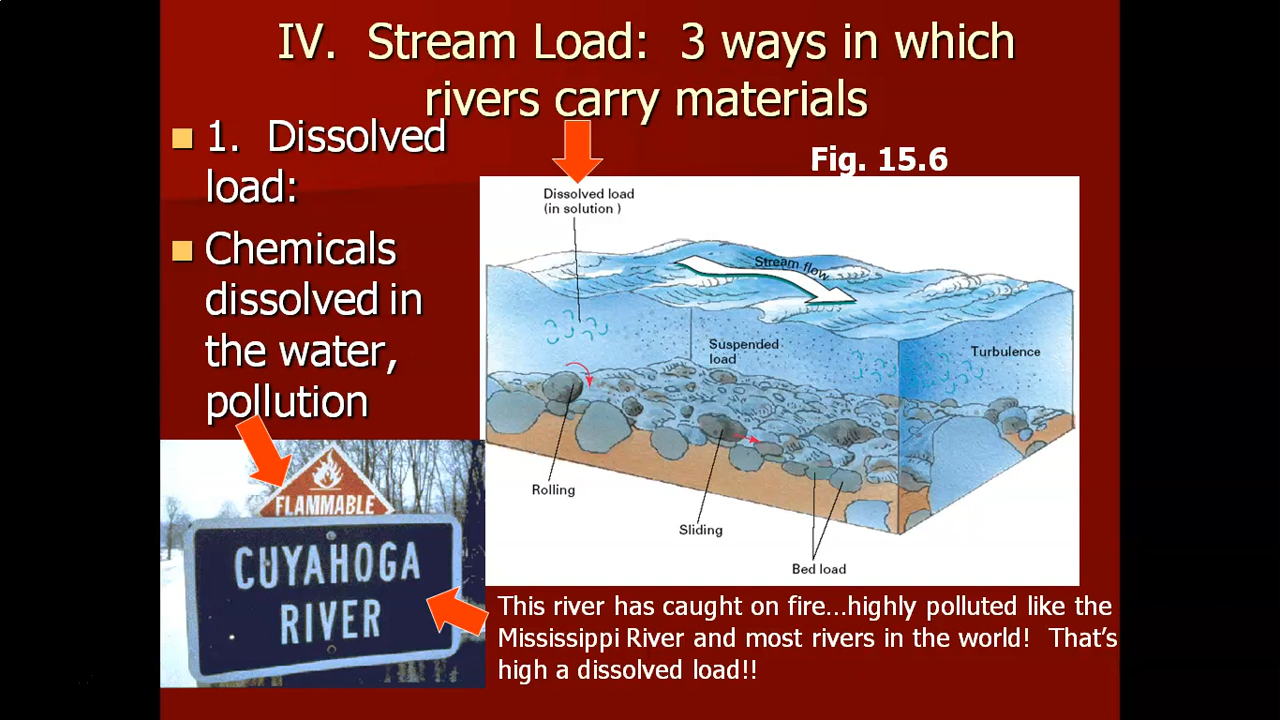 IV.  Stream Load:  3 ways in which
rivers carry materials
1.  Dissolved
load:
Chemicals
dissolved in
the water,
pollution
Fig. 15.6
Dissolved load
(in solution )
Stream flow
Suspended
load
Turbulence
Rolling
Sliding
Bed load
FLAMMABLE
CUYAHOGA
RIVER
This river has caught on fire...highly polluted like the
Mississippi River and most rivers in the world!  That's
high a dissolved load!!